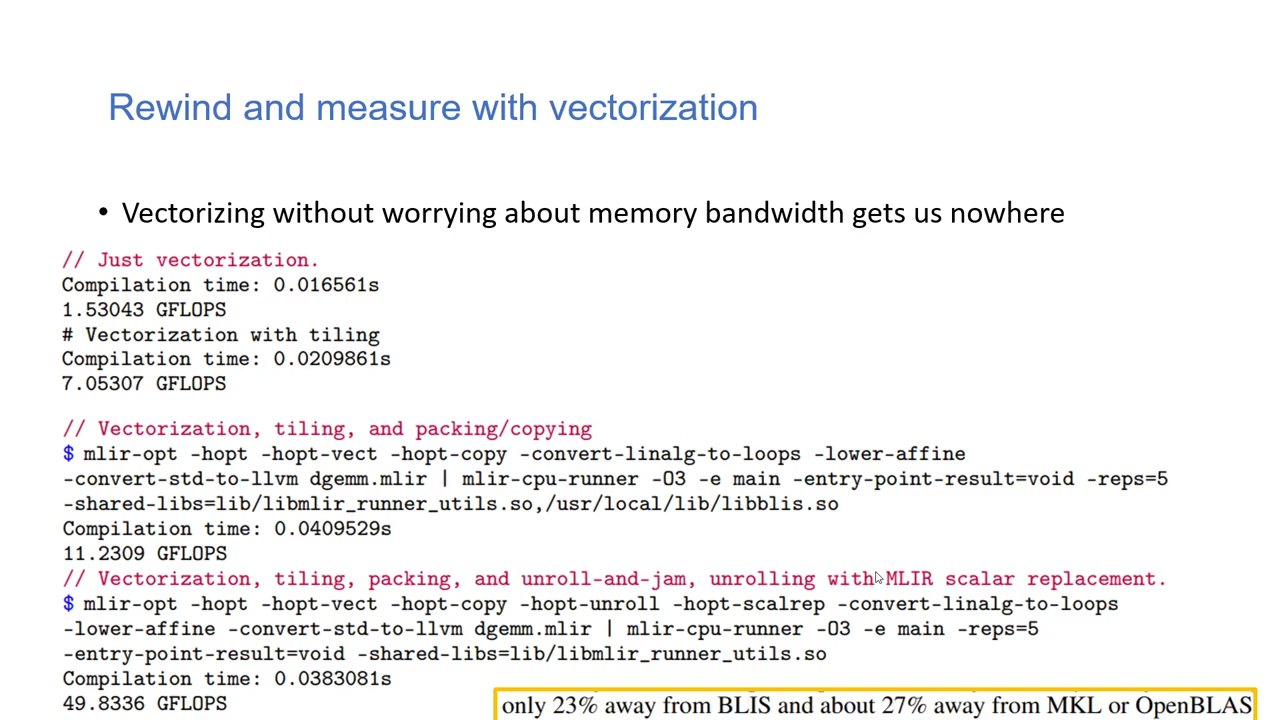 Rewind and measure with vectorization
• Vectorizing without worrying about memory bandwidth gets us nowhere
// Just vectorization.
Compilation time: 0.016561s
1.53043 GFLOPS
# Vectorization with tiling
Compilation time: 0.0209861s
7.05307 GFLOPS
// Vectorization, tiling, and packing/copying
$ mlir-opt -hopt -hopt-vect -hopt-copy -convert-linalg-to-loops -lower-affine
-convert-std-to-llvm dgemm.mlir | mlir-cpu-runner -O3 -e main -entry-point-result=void -reps=5
-shared-libs=lib/libmlir_runner_utils.so,/usr/local/lib/libblis.so
Compilation time: 0.0409529s
11.2309 GFLOPS
// Vectorization, tiling, packing, and unroll-and-jam, unrolling with MLIR scalar replacement.
$ mlir-opt -hopt -hopt-vect -hopt-copy -hopt-unroll -hopt-scalrep -convert-linalg-to-loops
-lower-affine -convert-std-to-llvm dgemm.mlir | mlir-cpu-runner -O3 -e main -reps=5
-entry-point-result=void -shared-libs=lib/libmlir_runner_utils.so
Compilation time: 0.0383081s
49.8336 GFLOPS
only 23% away from BLIS and about 27% away from MKL or OpenBLAS